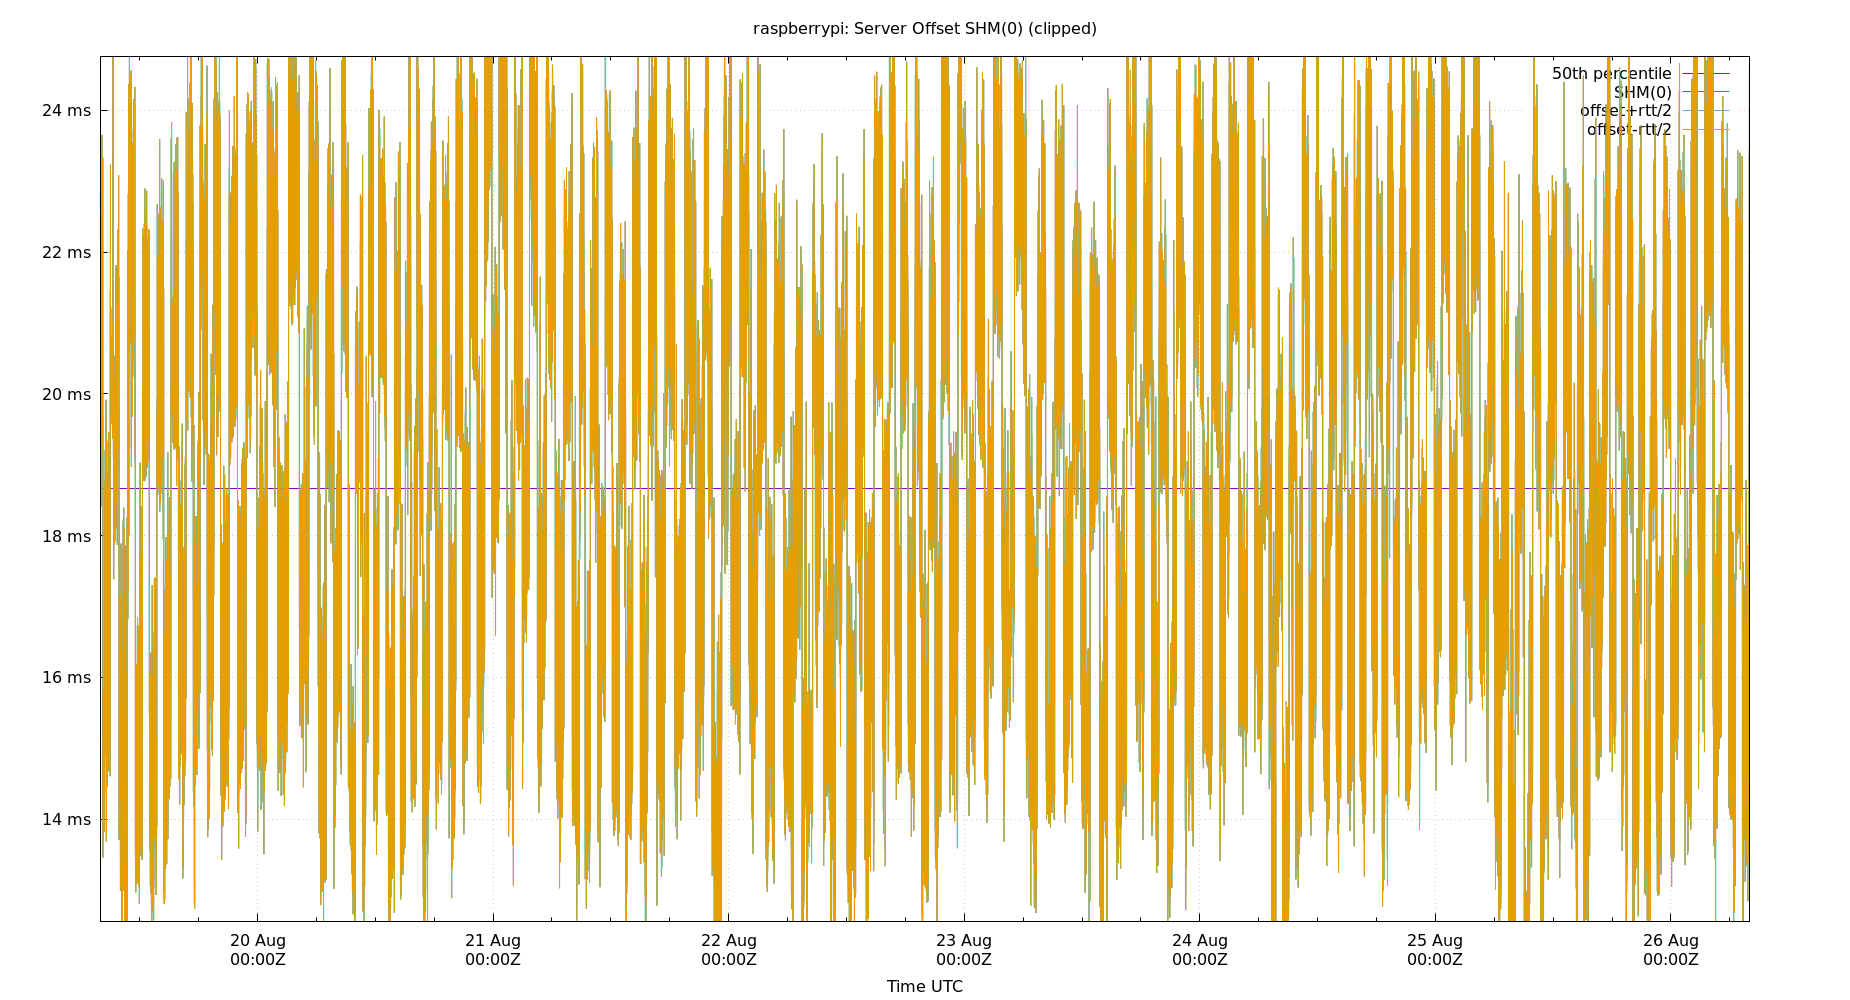 raspberrypi: Server Offset SHM(0) (clipped)
50th percentile
SHM(0)
offset+rtt/2
offset-rtt/2
24 ms
22 ms
20 ms
18 ms
16 ms
14 ms
20 Aug 21 Aug 22 Aug 23 Aug 24 Aug 25 Aug 26 Aug
00:00Z 00:00Z 00:00Z 00:00Z 00:00Z 00:00Z 00:00Z
Time UTC